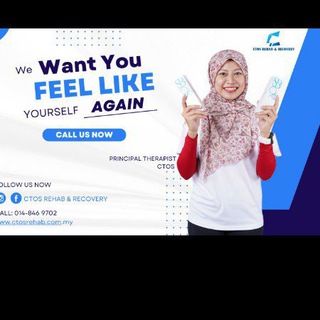 CTOS REHAB & RECOVERY
We Want You
FEEL LIKE
YOURSELF AGAIN
CALL US NOW
PRINCIPAL THERAPIST
CTOS
OLLOW US NOW
CTOS REHAB & RECOVERY
ALL: 014-846 9702
ww.ctosrehab.com.my